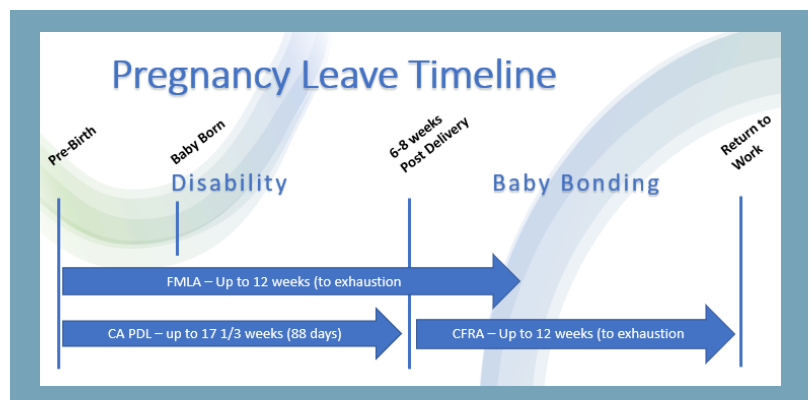 Pregnancy Leave Timeline
Pre-Birth
Baby Born
6-8 weeks
Post Delivery
Return to
Work
Disability
Baby Bonding
FMLA – Up to 12 weeks (to exhaustion
CA PDL – up to 17 1/3 weeks (88 days)
CFRA – Up to 12 weeks (to exhaustion